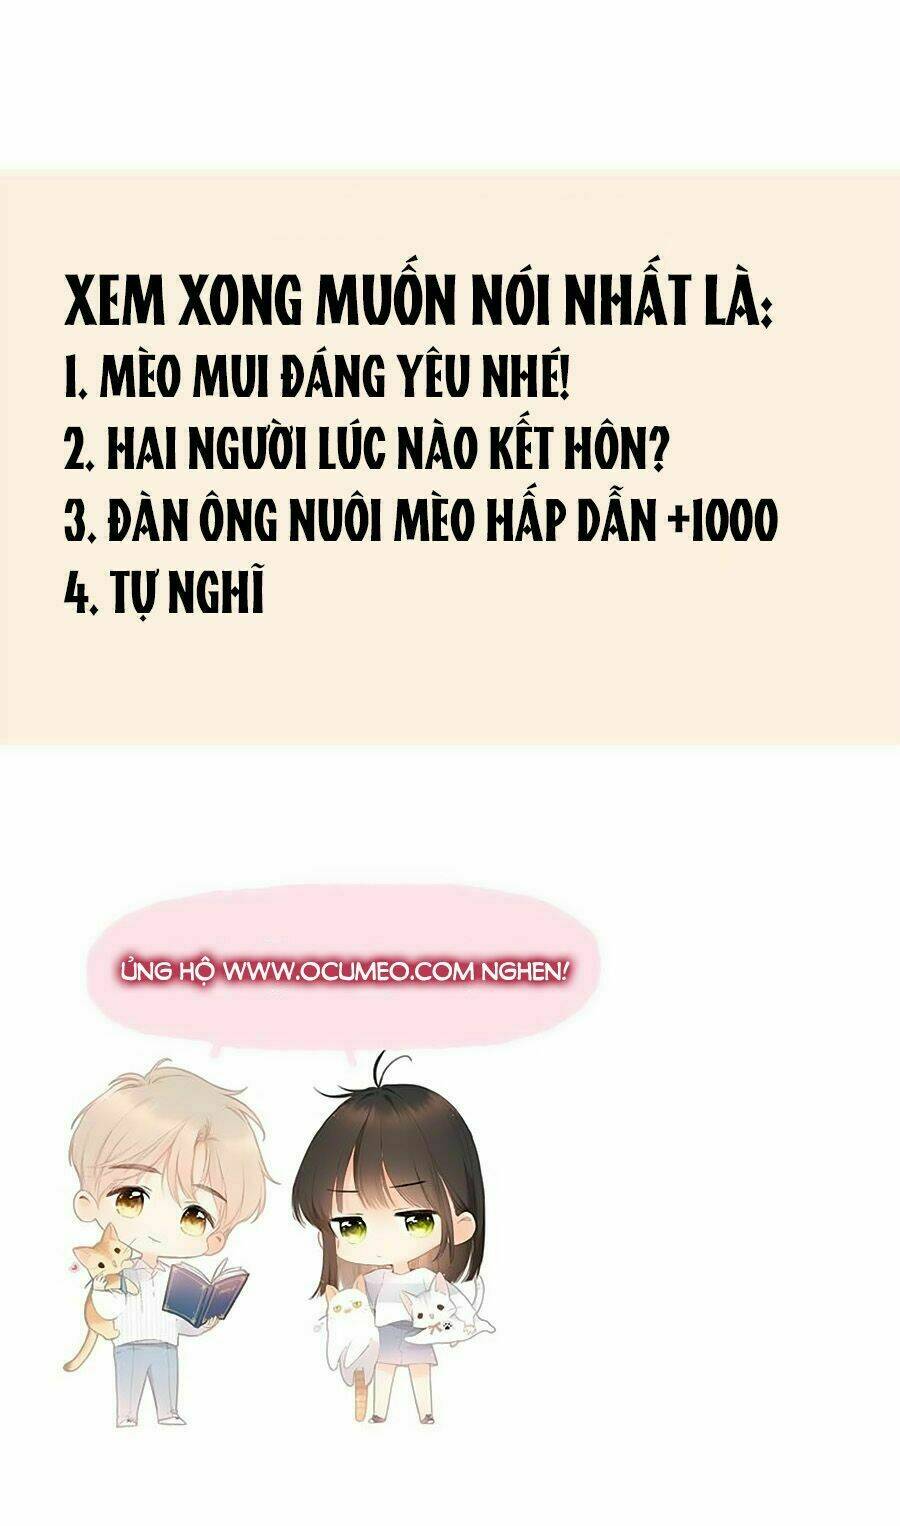 XEM XONG MUỐN NÓI NHẤT LÀ:
1. MÈO MUI ĐÁNG YÊU NHÉ!
2. HAI NGƯỜI LÚC NÀO KẾT HÔN?
3. ĐÀN ÔNG NUÔI MÈO HẤP DẪN +1000
4. TỰ NGHĨ
ỦNG HỘ WWW.OCUMEO.COM NGHEN!